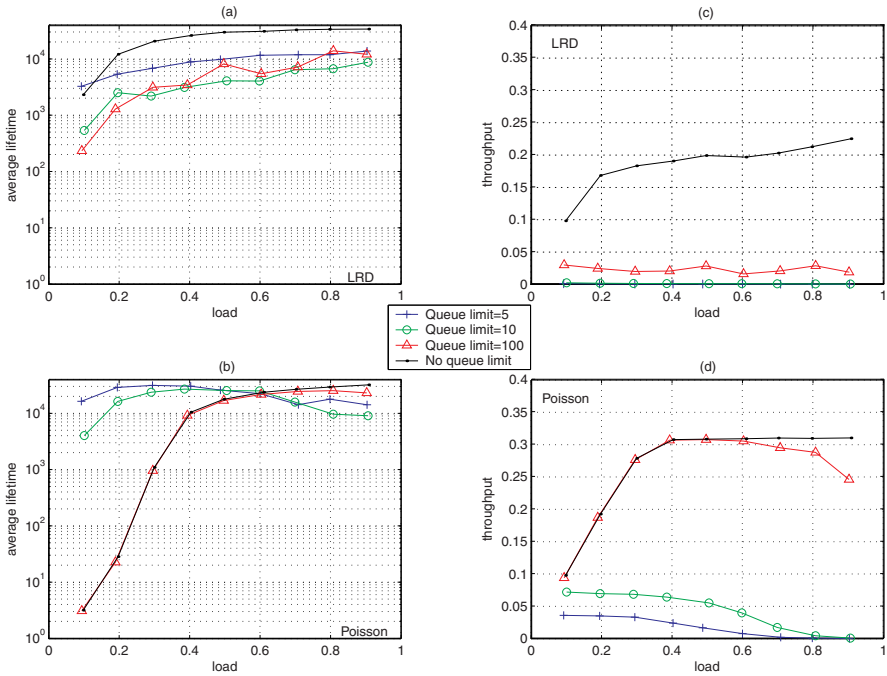 (a)
10^4
10^3
10^2
10^1
10^0
average lifetime
0
0.2
0.4
0.6
0.8
1
load
LRD
(c)
0.4
0.35
0.3
0.25
0.2
0.15
0.1
0.05
0
throughput
0
0.2
0.4
0.6
0.8
1
load
LRD
Queue limit=5
Queue limit=10
Queue limit=100
No queue limit
(b)
10^4
10^3
10^2
10^1
10^0
average lifetime
0
0.2
0.4
0.6
0.8
1
load
Poisson
(d)
0.4
0.35
0.3
0.25
0.2
0.15
0.1
0.05
0
throughput
0
0.2
0.4
0.6
0.8
1
load
Poisson